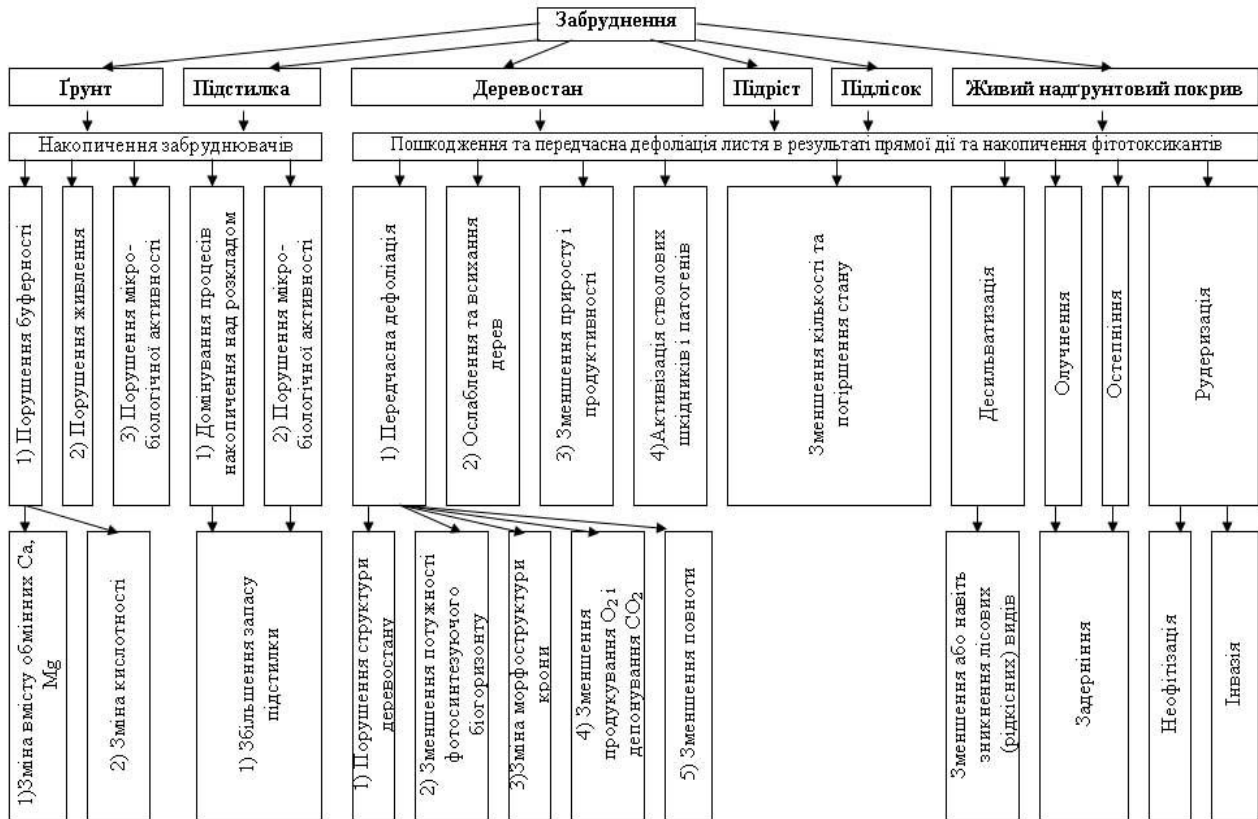 Забруднення
Ґрунт
Підстилка
Деревостан
Підріст
Підлісок
Живий надгрунтовий покрив
Накопичення забруднювачів
Пошкодження та передчасна дефоліація листя в результаті прямої дії та накопичення фітотоксикантів
1) Порушення буферності
2) Порушення живлення
3) Порушення мікро-
біологічної активності
1) Домінування процесів
накопичення над розкладом
2) Порушення мікро-
біологічної активності
1) Передчасна дефоліація
2) Ослаблення та всихання
дерев
3) Зменшення приросту і
продуктивності
4)Активізація стволових
шкідників і патогенів
Зменшення кількості та
погіршення стану
Десильватизація
Олучнення
Остепніння
Рудеризація
1)Зміна вмісту обмінних Ca,
Mg
2) Зміна кислотності
1) Збільшення запасу
підстилки
1) Порушення структури
деревостану
2) Зменшення потужності
фотосинтезуючого
біогоризонту
3)Зміна морфоструктури
крони
4) Зменшення
продукування O2 і
депонування CO2
5) Зменшення повноти
Зменшення або навіть
зникнення лісових
(рідкісних) видів
Задерніння
Неофітізація
Інвазія